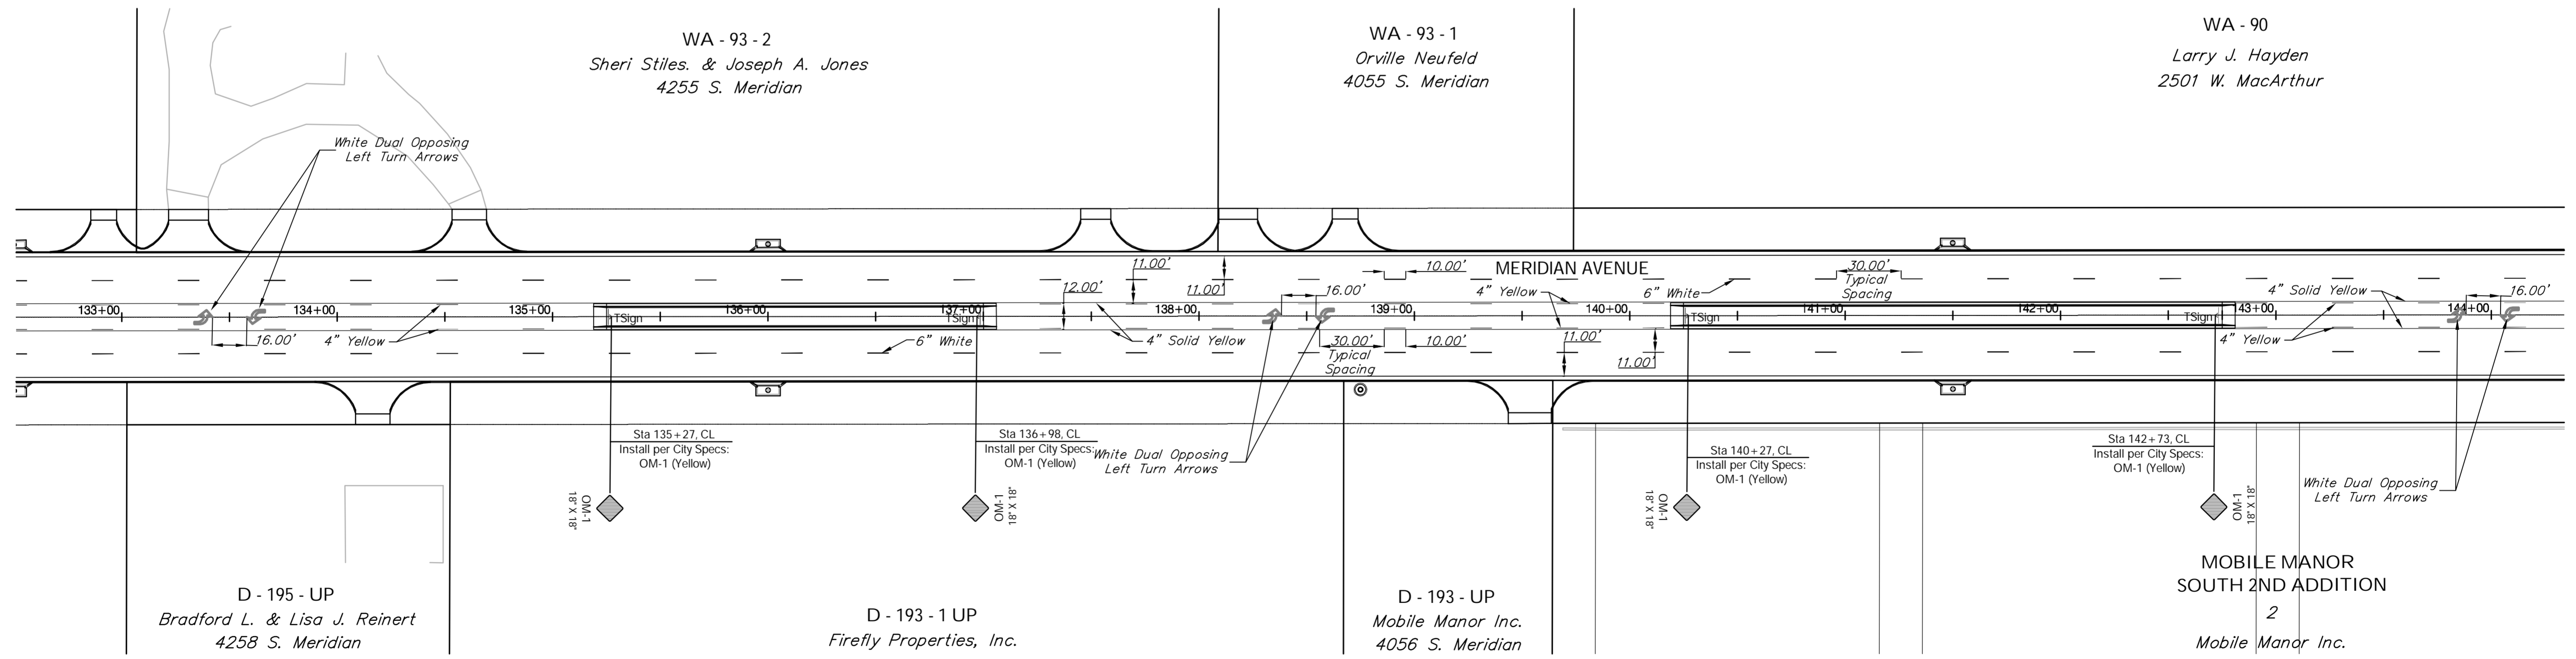 WA - 93 - 2
Sheri Stiles. & Joseph A. Jones
4255 S. Meridian
WA - 93 - 1
Orville Neufeld
4055 S. Meridian
WA - 90
Larry J. Hayden
2501 W. MacArthur
White Dual Opposing
Left Turn Arrows
11.00'
11.00'
12.00'
10.00'
MERIDIAN AVENUE
30.00'
Typical
Spacing
16.00'
4" Yellow
6" White
4" Solid Yellow
16.00'
133+00
134+00
135+00
TSign
136+00
137+00
TSign
138+00
139+00
140+00
TSign
141+00
142+00
TSign
143+00
144+00
16.00'
4" Yellow
6" White
4" Solid Yellow
30.00'
Typical
Spacing
10.00'
11.00'
11.00'
4" Yellow
Sta 135+27, CL
Install per City Specs:
OM-1 (Yellow)
Sta 136+98, CL
Install per City Specs:
OM-1 (Yellow)
White Dual Opposing
Left Turn Arrows
Sta 140+27, CL
Install per City Specs:
OM-1 (Yellow)
Sta 142+73, CL
Install per City Specs:
OM-1 (Yellow)
White Dual Opposing
Left Turn Arrows
OM-1
18" X 18"
OM-1
18" X 18"
OM-1
18" X 18"
OM-1
18" X 18"
D - 195 - UP
Bradford L. & Lisa J. Reinert
4258 S. Meridian
D - 193 - 1 UP
Firefly Properties, Inc.
D - 193 - UP
Mobile Manor Inc.
4056 S. Meridian
MOBILE MANOR
SOUTH 2ND ADDITION
2
Mobile Manor Inc.